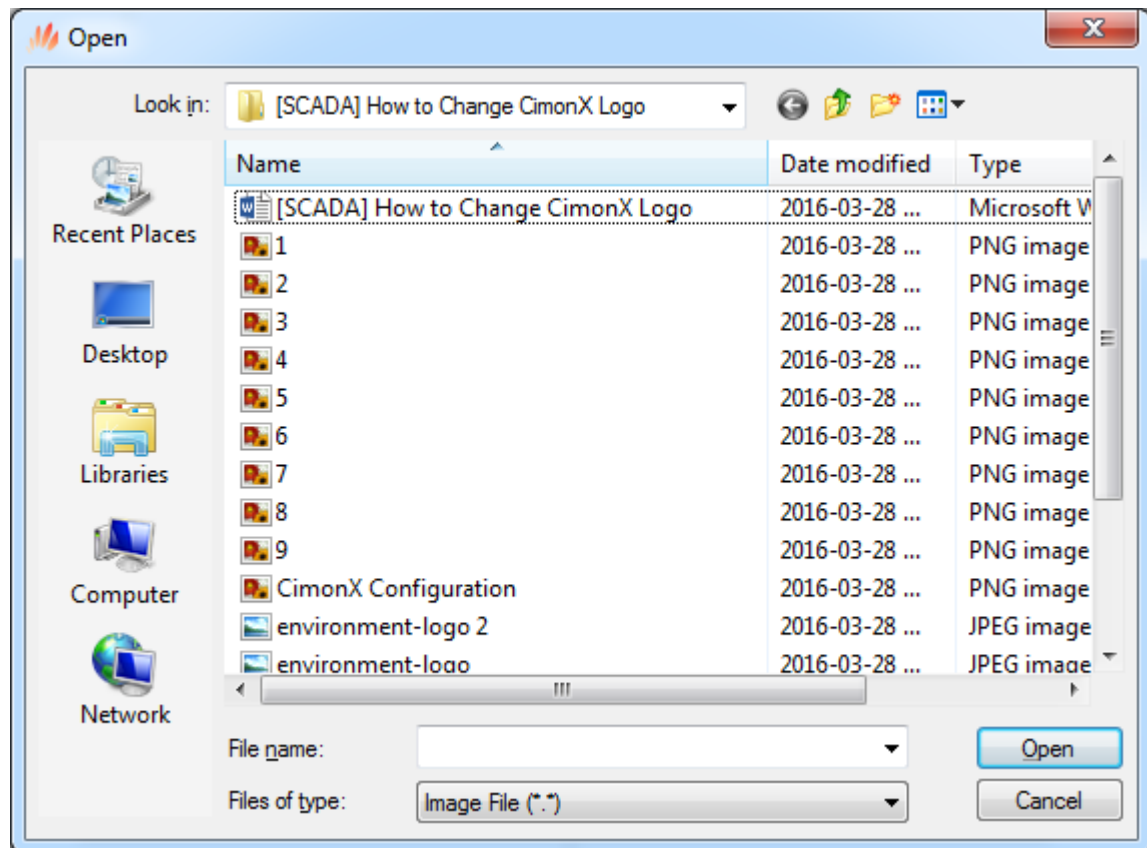 Open
Look in: [SCADA] How to Change CimonX Logo
Name Date modified Type
[SCADA] How to Change CimonX Logo 2016-03-28 ... Microsoft W
1 2016-03-28 ... PNG image
2 2016-03-28 ... PNG image
3 2016-03-28 ... PNG image
4 2016-03-28 ... PNG image
5 2016-03-28 ... PNG image
6 2016-03-28 ... PNG image
7 2016-03-28 ... PNG image
8 2016-03-28 ... PNG image
9 2016-03-28 ... PNG image
CimonX Configuration 2016-03-28 ... PNG image
environment-logo 2 2016-03-28 ... JPEG image
environment-logo 2016-03-28 ... JPEG image
Recent Places
Desktop
Libraries
Computer
Network
File name:
Open
Files of type: Image File (*.*)
Cancel